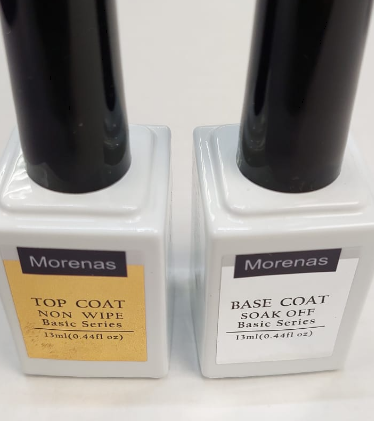 Morenas
TOP COAT
NON WIPE
Basic Series
13ml(0.44fl oz)
Morenas
BASE COAT
SOAK OFF
Basic Series
13ml(0.44fl oz)